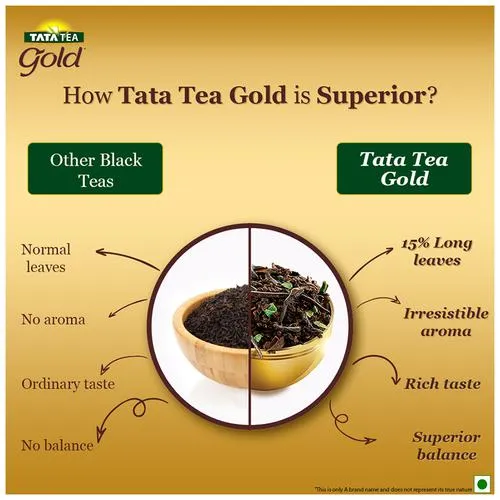 TATA TEA
Gold
How Tata Tea Gold is Superior?
Other Black
Teas
Tata Tea
Gold
Normal
leaves
15% Long
leaves
No aroma
Irresistible
aroma
Ordinary taste
Rich taste
No balance
Superior
balance
*This is only A brand name and does not represent its true nature